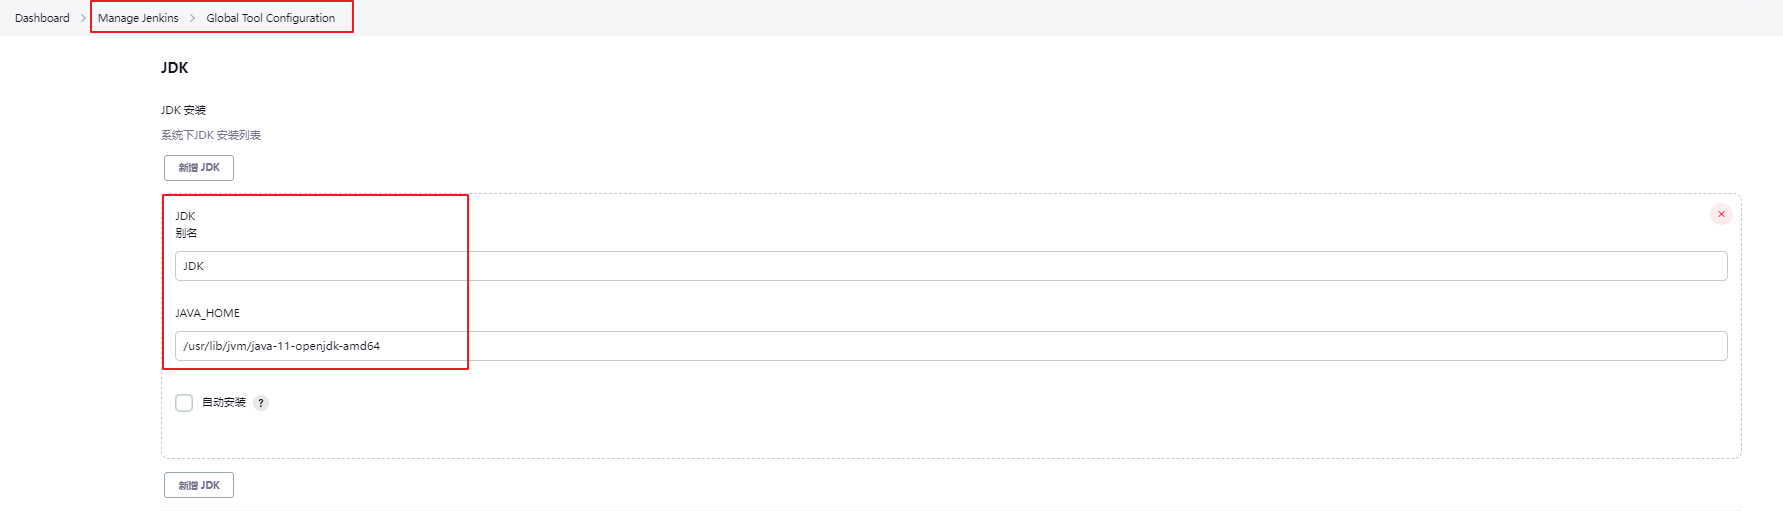 Dashboard > Manage Jenkins > Global Tool Configuration
JDK
JDK 安装
系统下JDK 安装列表
新增 JDK
JDK
别名
JDK
JAVA_HOME
/usr/lib/jvm/java-11-openjdk-amd64
自动安装 ?
新增 JDK